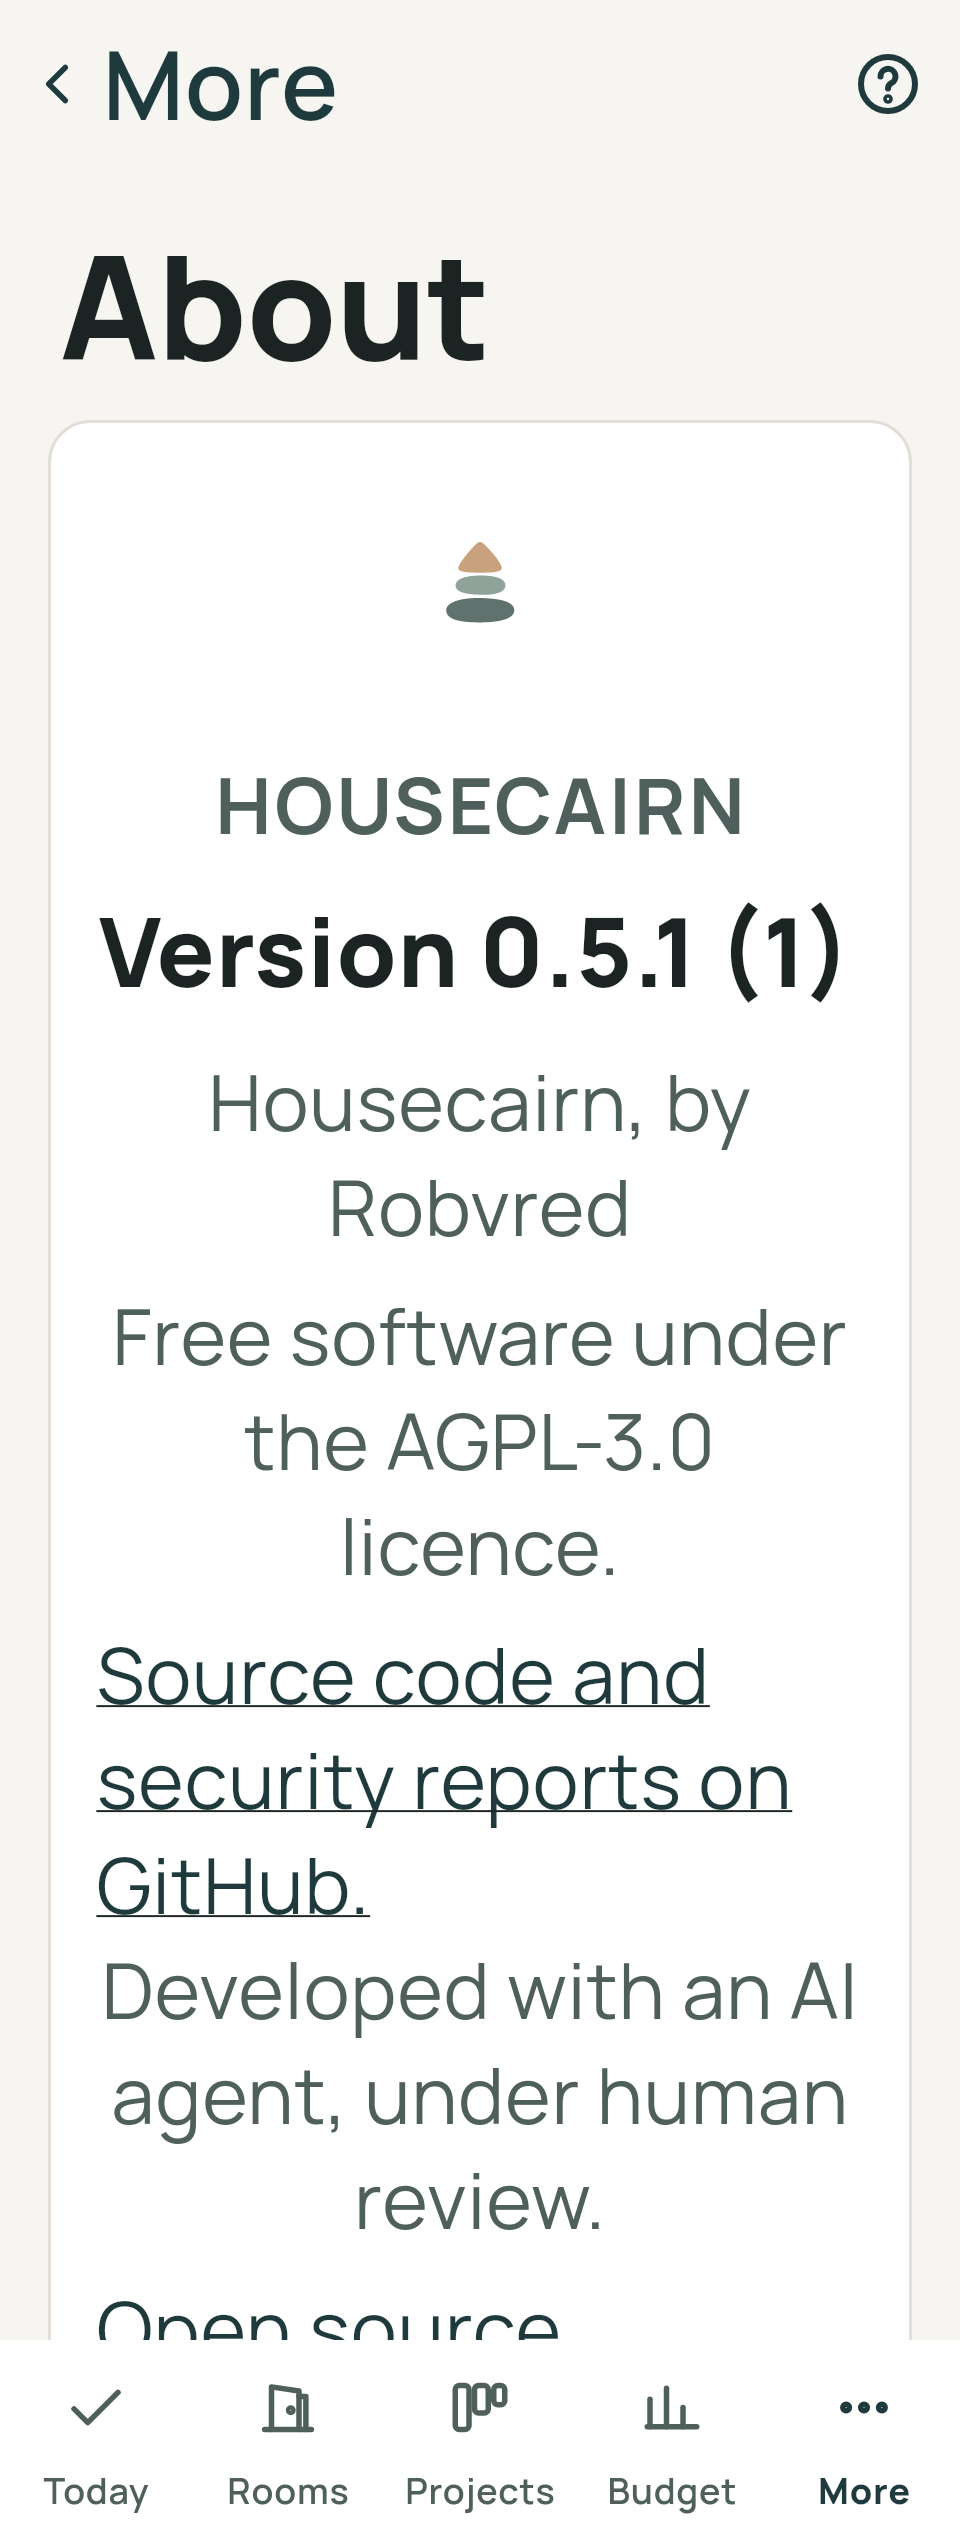 More
About
HOUSECAIRN
Version 0.5.1 (1)
Housecairn, by
Robvred
Free software under
the AGPL-3.0
licence.
Source code and
security reports on
GitHub.
Developed with an AI
agent, under human
review.
Open source
Today
Rooms
Projects
Budget
More